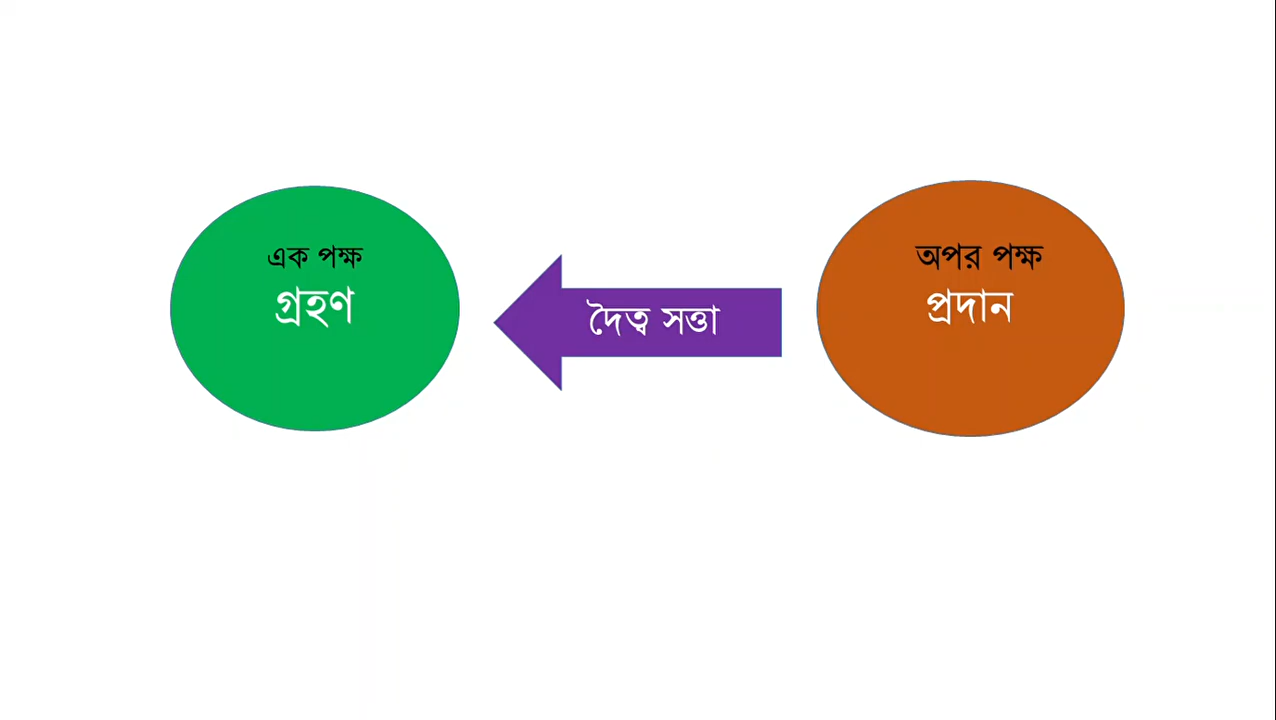 এক পক্ষ
গ্রহণ
দৈত্ব সত্তা
অপর পক্ষ
প্রদান